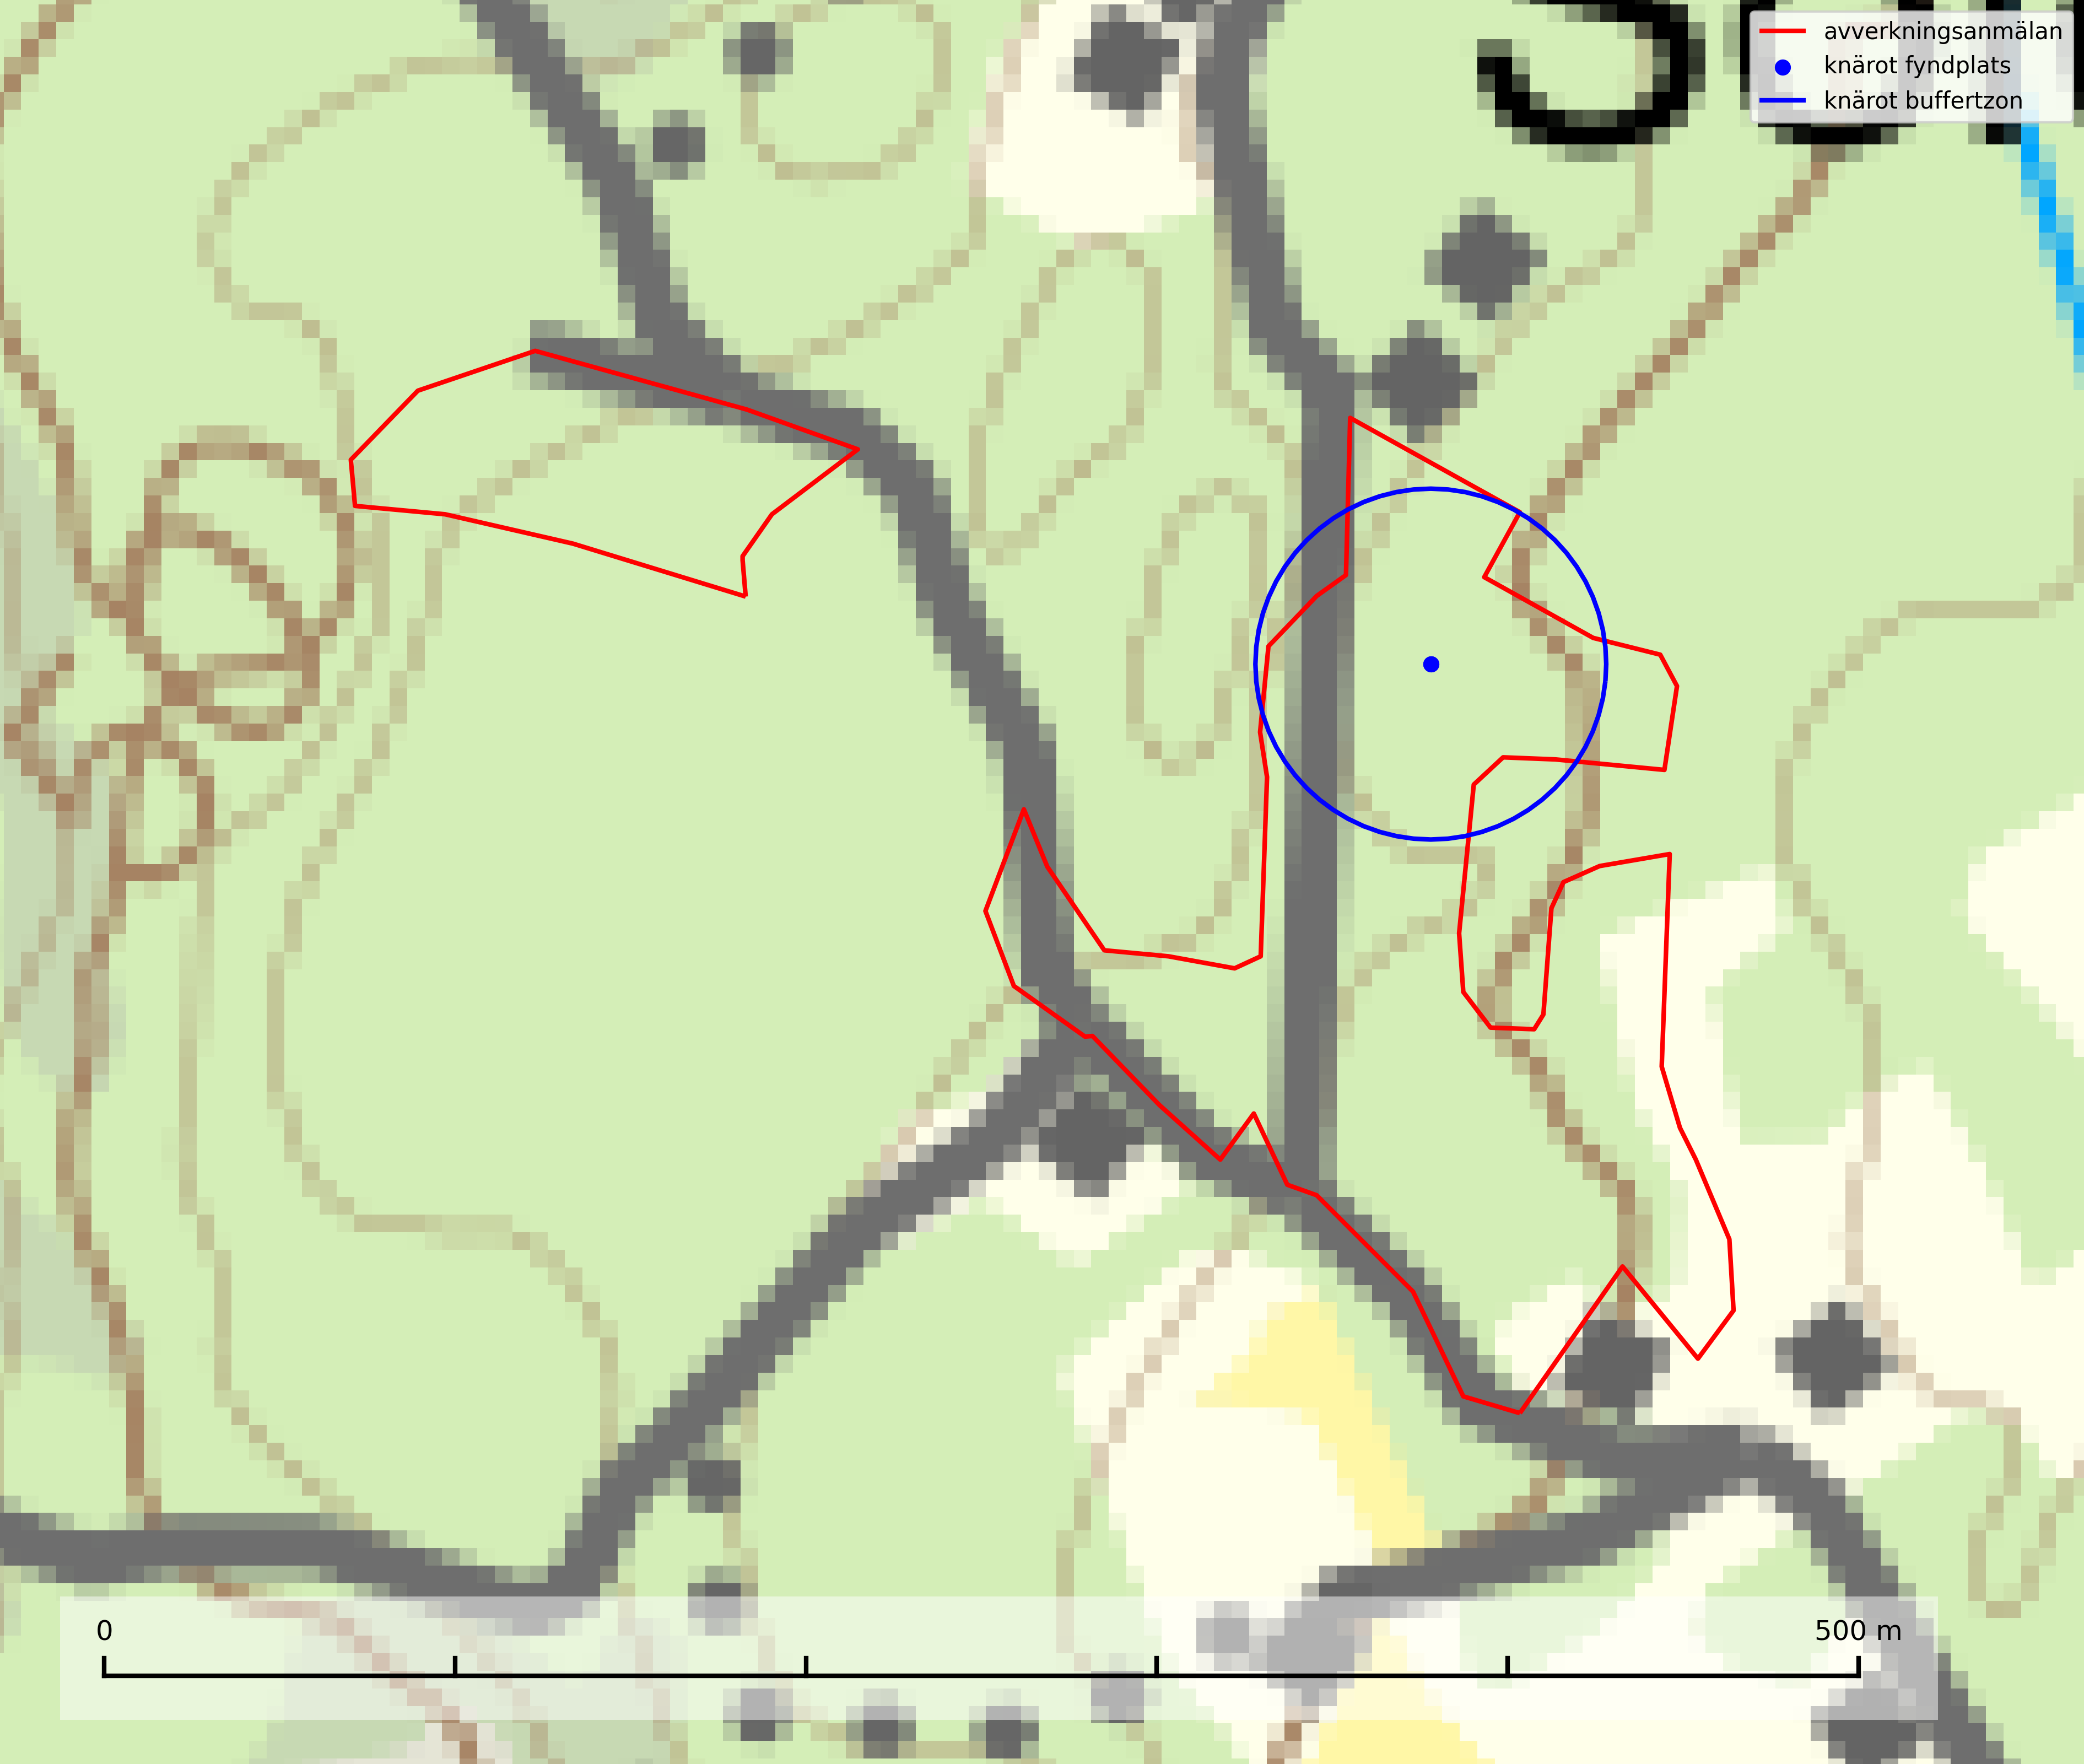 avverkningsanmälan
knärot fyndplats
knärot buffertzon
0
500 m